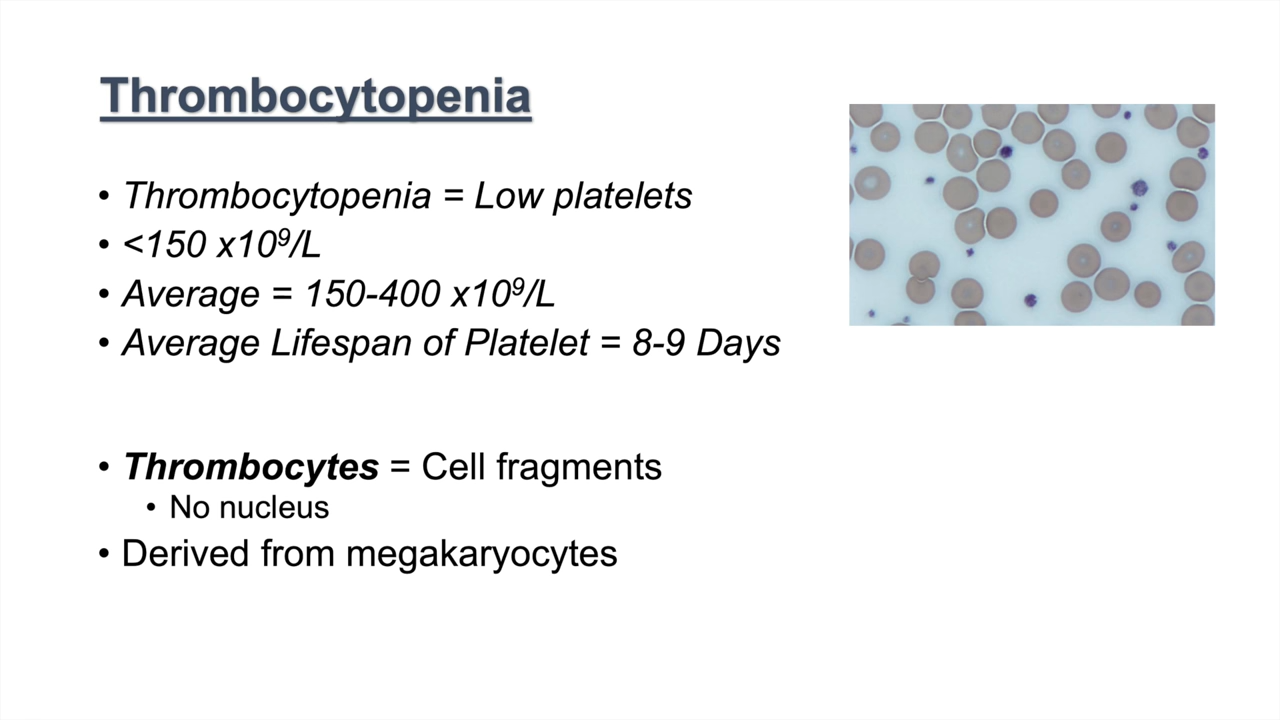 Thrombocytopenia
• Thrombocytopenia = Low platelets
• <150 x10⁹/L
• Average = 150-400 x10⁹/L
• Average Lifespan of Platelet = 8-9 Days
• Thrombocytes = Cell fragments
• No nucleus
• Derived from megakaryocytes